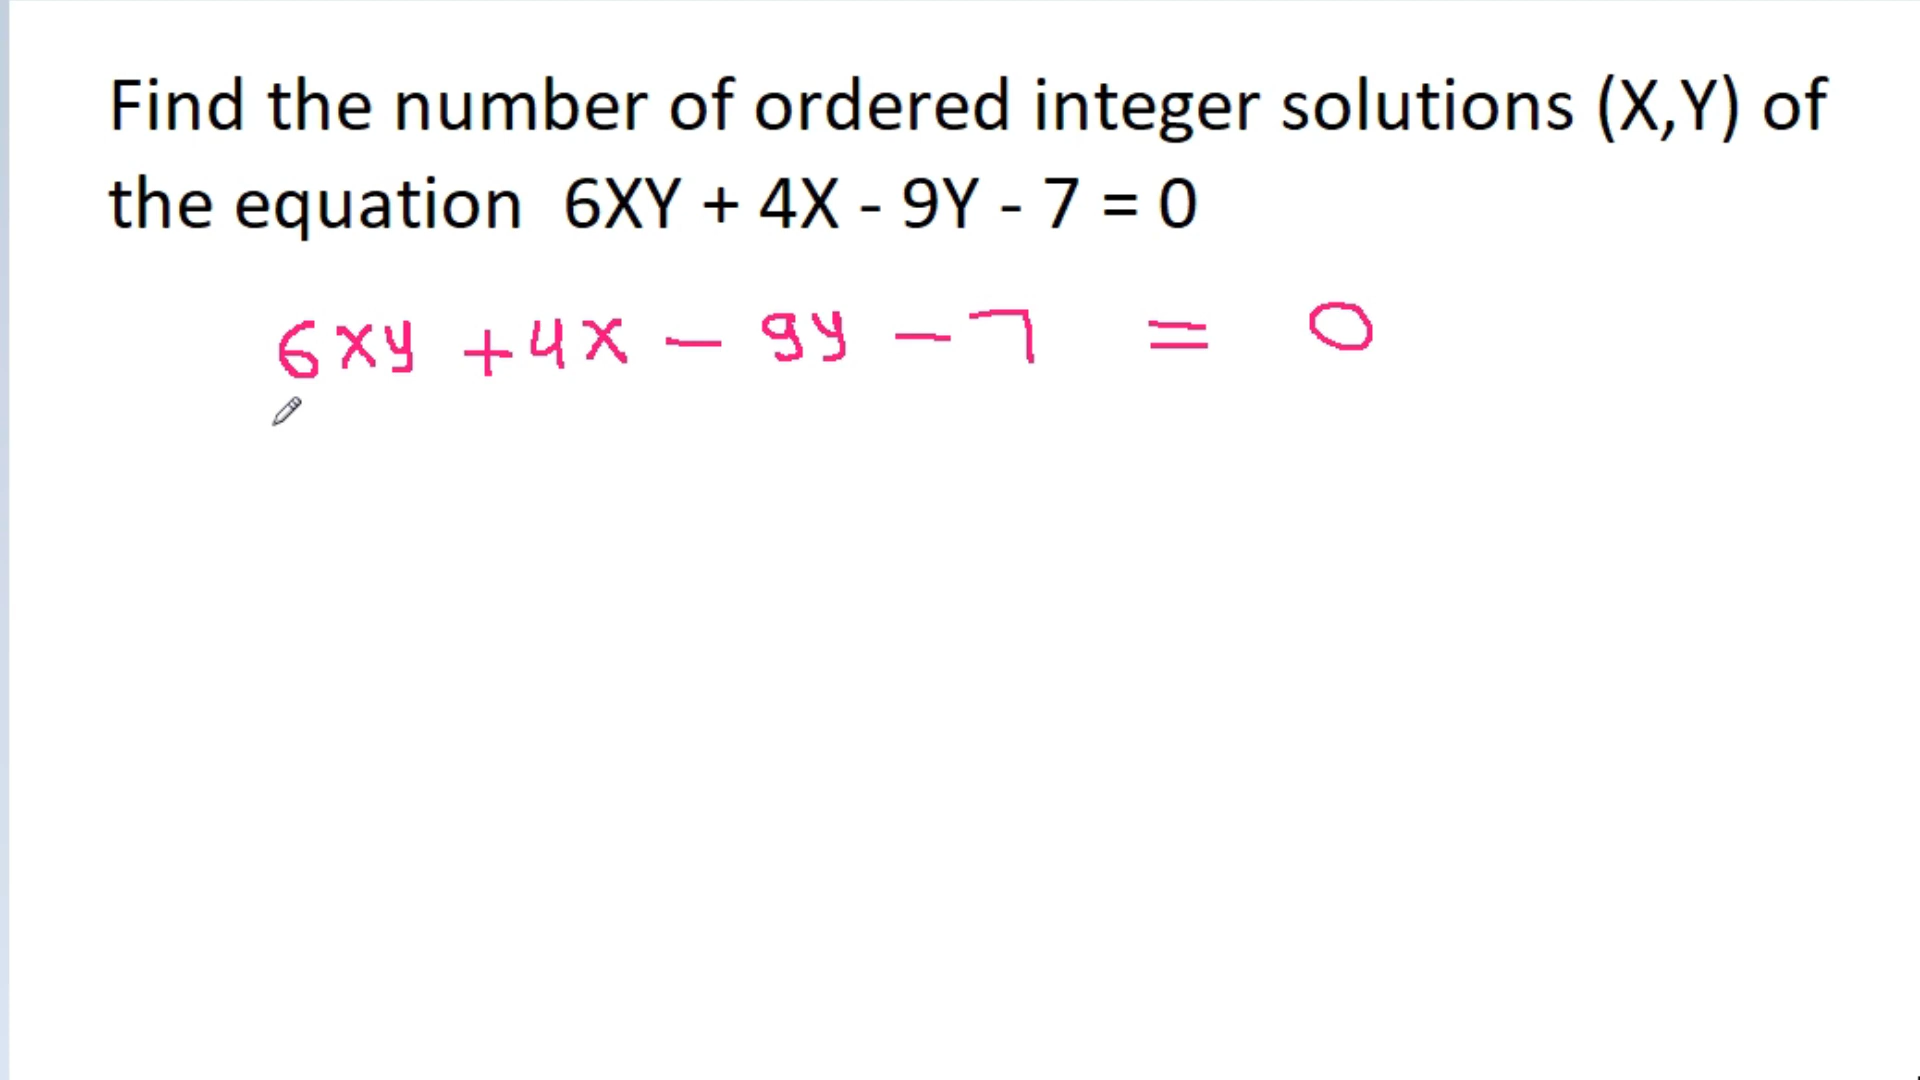 Find the number of ordered integer solutions (X,Y) of
the equation 6XY + 4X - 9Y - 7 = 0
6xy + 4x - 9y - 7 = 0